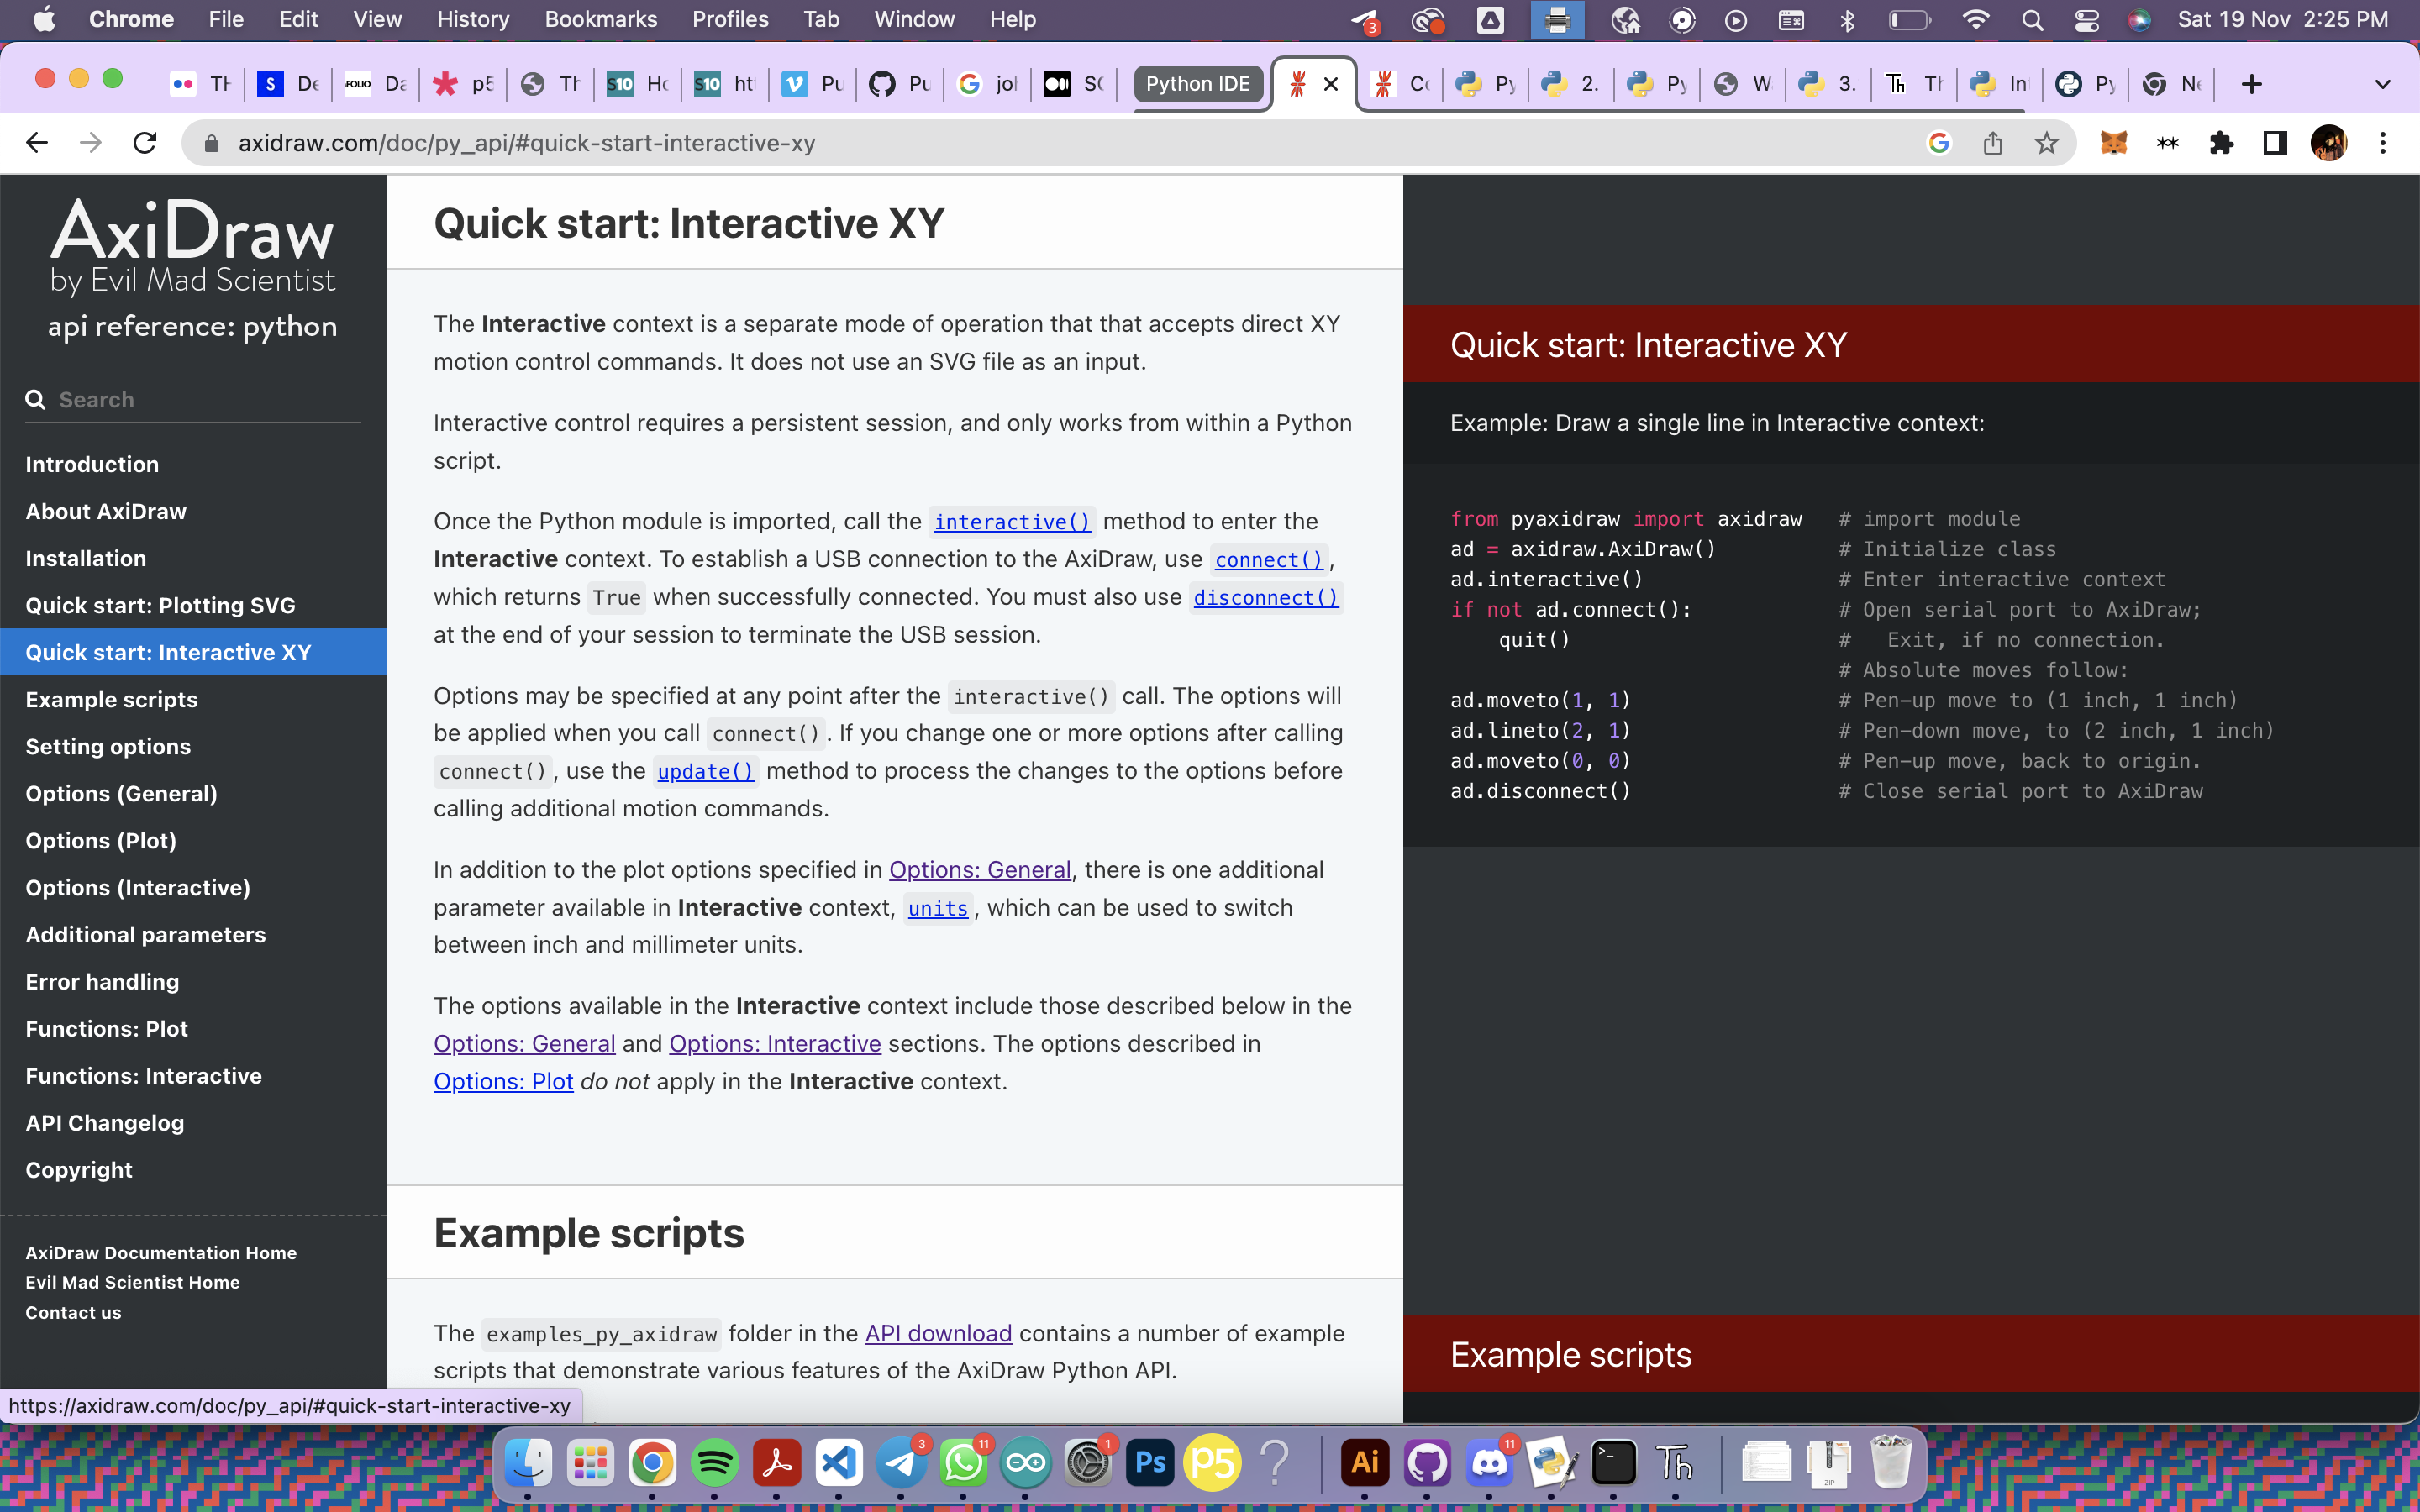 Chrome File Edit View History Bookmarks Profiles Tab Window Help 3 Sat 19 Nov 2:25 PM
TH S De FOLIO Da p5 Th S10 Ho S10 ht Pu Pu jol SC Python IDE Co Py 2. Py W 3. Th Th In Py Ne
axidraw.com/doc/py_api/#quick-start-interactive-xy
AxiDraw
by Evil Mad Scientist
api reference: python
Search
Introduction
About AxiDraw
Installation
Quick start: Plotting SVG
Quick start: Interactive XY
Example scripts
Setting options
Options (General)
Options (Plot)
Options (Interactive)
Additional parameters
Error handling
Functions: Plot
Functions: Interactive
API Changelog
Copyright
AxiDraw Documentation Home
Evil Mad Scientist Home
Contact us
https://axidraw.com/doc/py_api/#quick-start-interactive-xy
Quick start: Interactive XY
The Interactive context is a separate mode of operation that that accepts direct XY
motion control commands. It does not use an SVG file as an input.
Interactive control requires a persistent session, and only works from within a Python
script.
Once the Python module is imported, call the interactive() method to enter the
Interactive context. To establish a USB connection to the AxiDraw, use connect(),
which returns True when successfully connected. You must also use disconnect()
at the end of your session to terminate the USB session.
Options may be specified at any point after the interactive() call. The options will
be applied when you call connect(). If you change one or more options after calling
connect(), use the update() method to process the changes to the options before
calling additional motion commands.
In addition to the plot options specified in Options: General, there is one additional
parameter available in Interactive context, units, which can be used to switch
between inch and millimeter units.
The options available in the Interactive context include those described below in the
Options: General and Options: Interactive sections. The options described in
Options: Plot do not apply in the Interactive context.
Example scripts
The examples_py_axidraw folder in the API download contains a number of example
scripts that demonstrate various features of the AxiDraw Python API.
Quick start: Interactive XY
Example: Draw a single line in Interactive context:
from pyaxidraw import axidraw # import module
ad = axidraw.AxiDraw() # Initialize class
ad.interactive() # Enter interactive context
if not ad.connect(): # Open serial port to AxiDraw;
quit() # Exit, if no connection.
# Absolute moves follow:
ad.moveto(1, 1) # Pen-up move to (1 inch, 1 inch)
ad.lineto(2, 1) # Pen-down move, to (2 inch, 1 inch)
ad.moveto(0, 0) # Pen-up move, back to origin.
ad.disconnect() # Close serial port to AxiDraw
Example scripts
3 11 1 Ps P5 ? Ai 11 Th ZIP